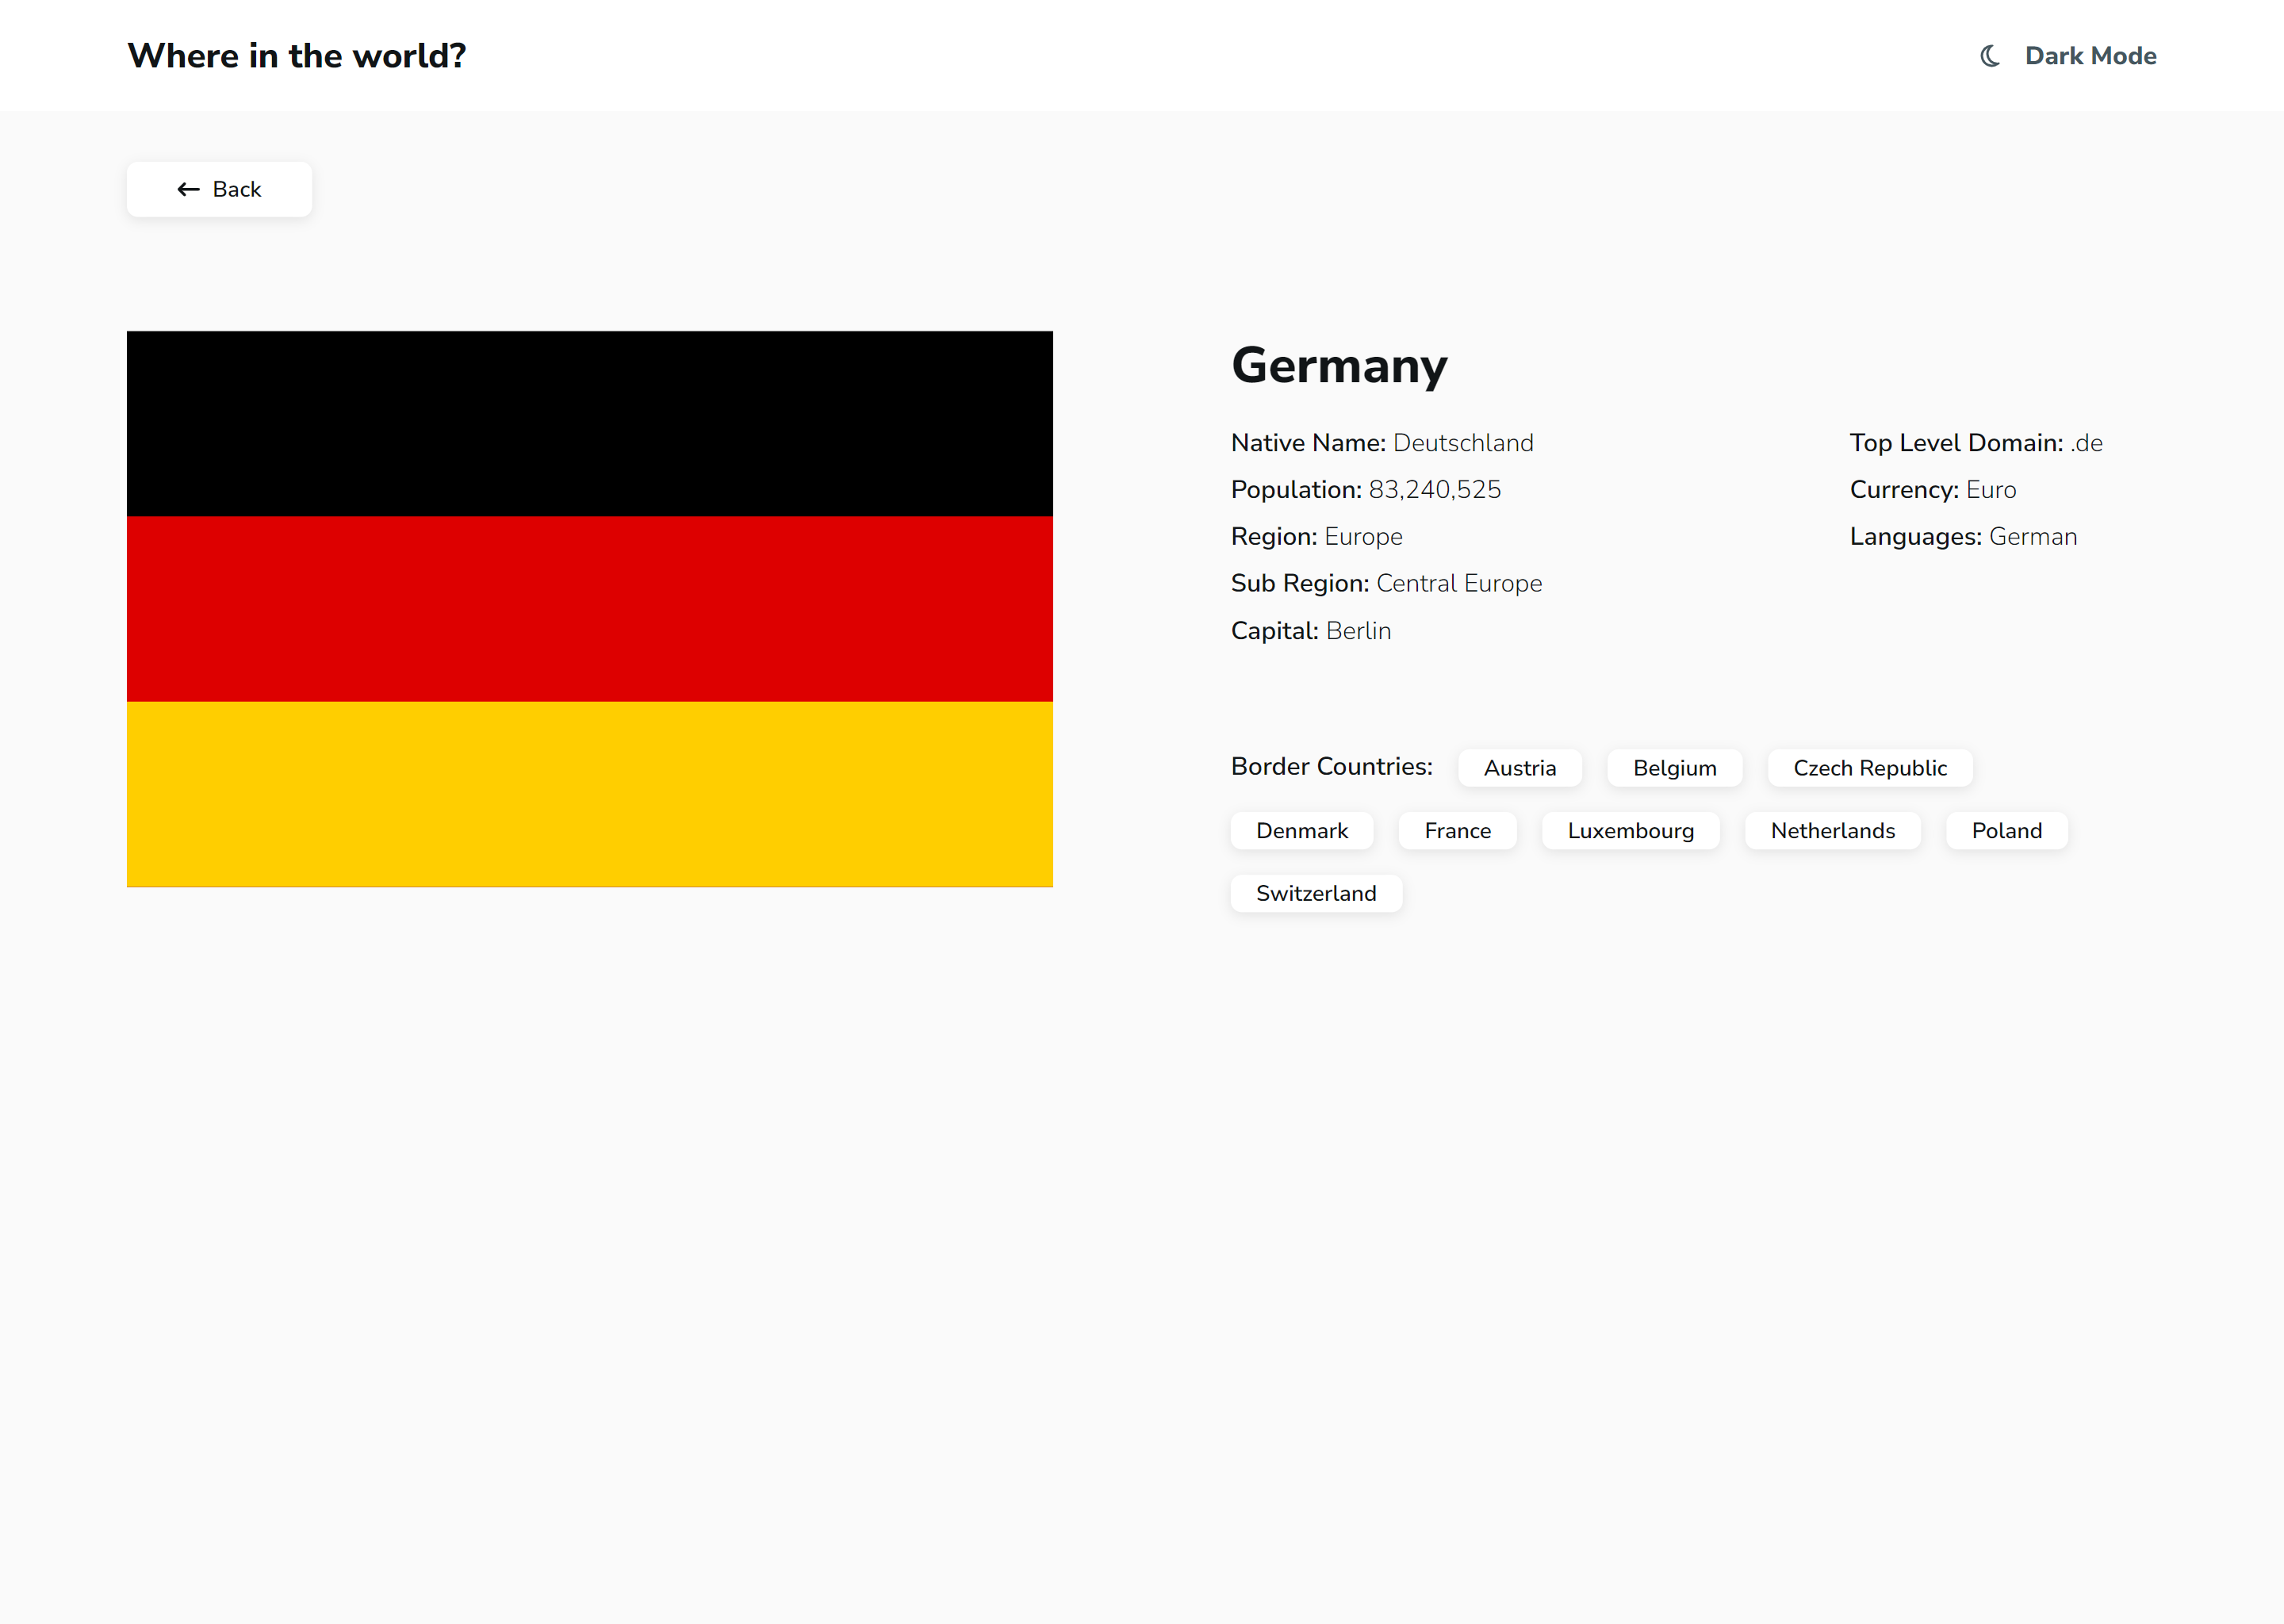 Where in the world?
Dark Mode
Back
Germany
Native Name: Deutschland
Population: 83,240,525
Region: Europe
Sub Region: Central Europe
Capital: Berlin
Top Level Domain: .de
Currency: Euro
Languages: German
Border Countries: Austria Belgium Czech Republic
Denmark France Luxembourg Netherlands Poland
Switzerland